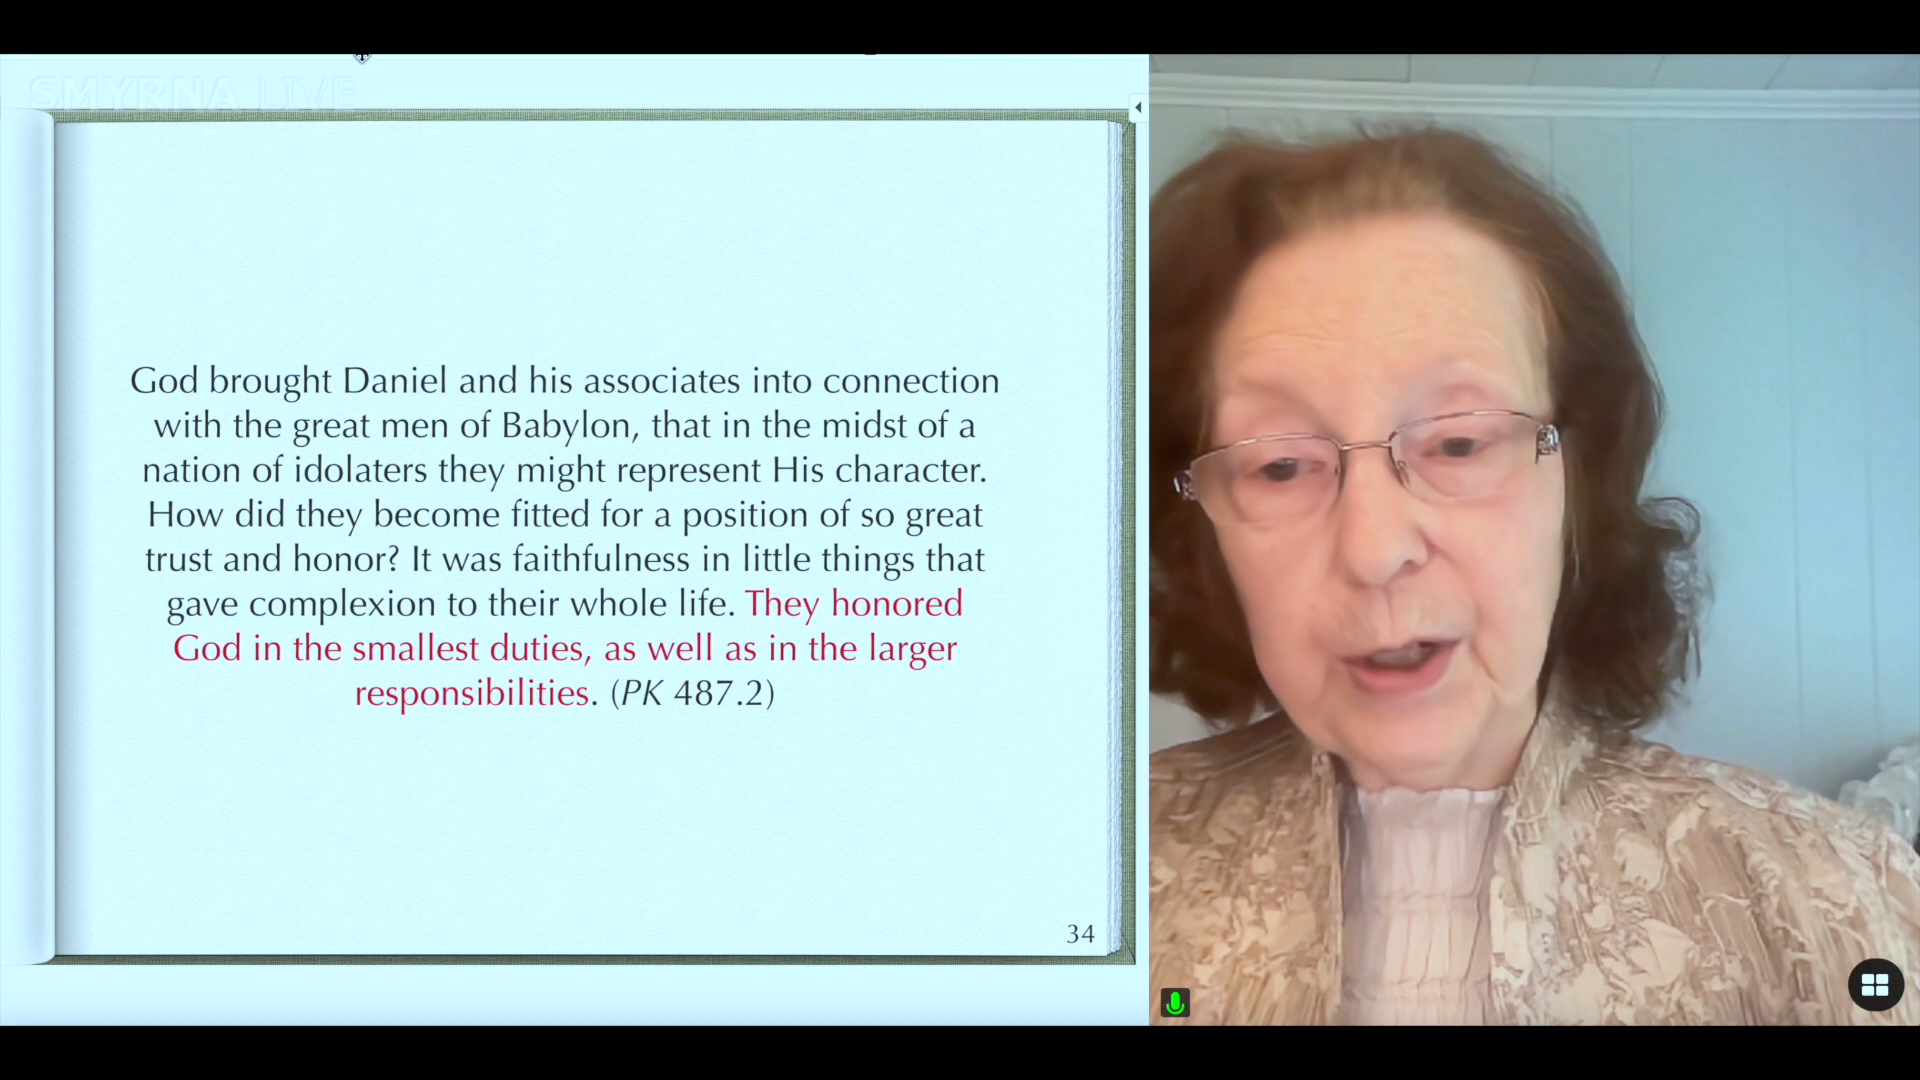 SMYRNA LIVE
God brought Daniel and his associates into connection
with the great men of Babylon, that in the midst of a
nation of idolaters they might represent His character.
How did they become fitted for a position of so great
trust and honor? It was faithfulness in little things that
gave complexion to their whole life. They honored
God in the smallest duties, as well as in the larger
responsibilities. (PK 487.2)
34